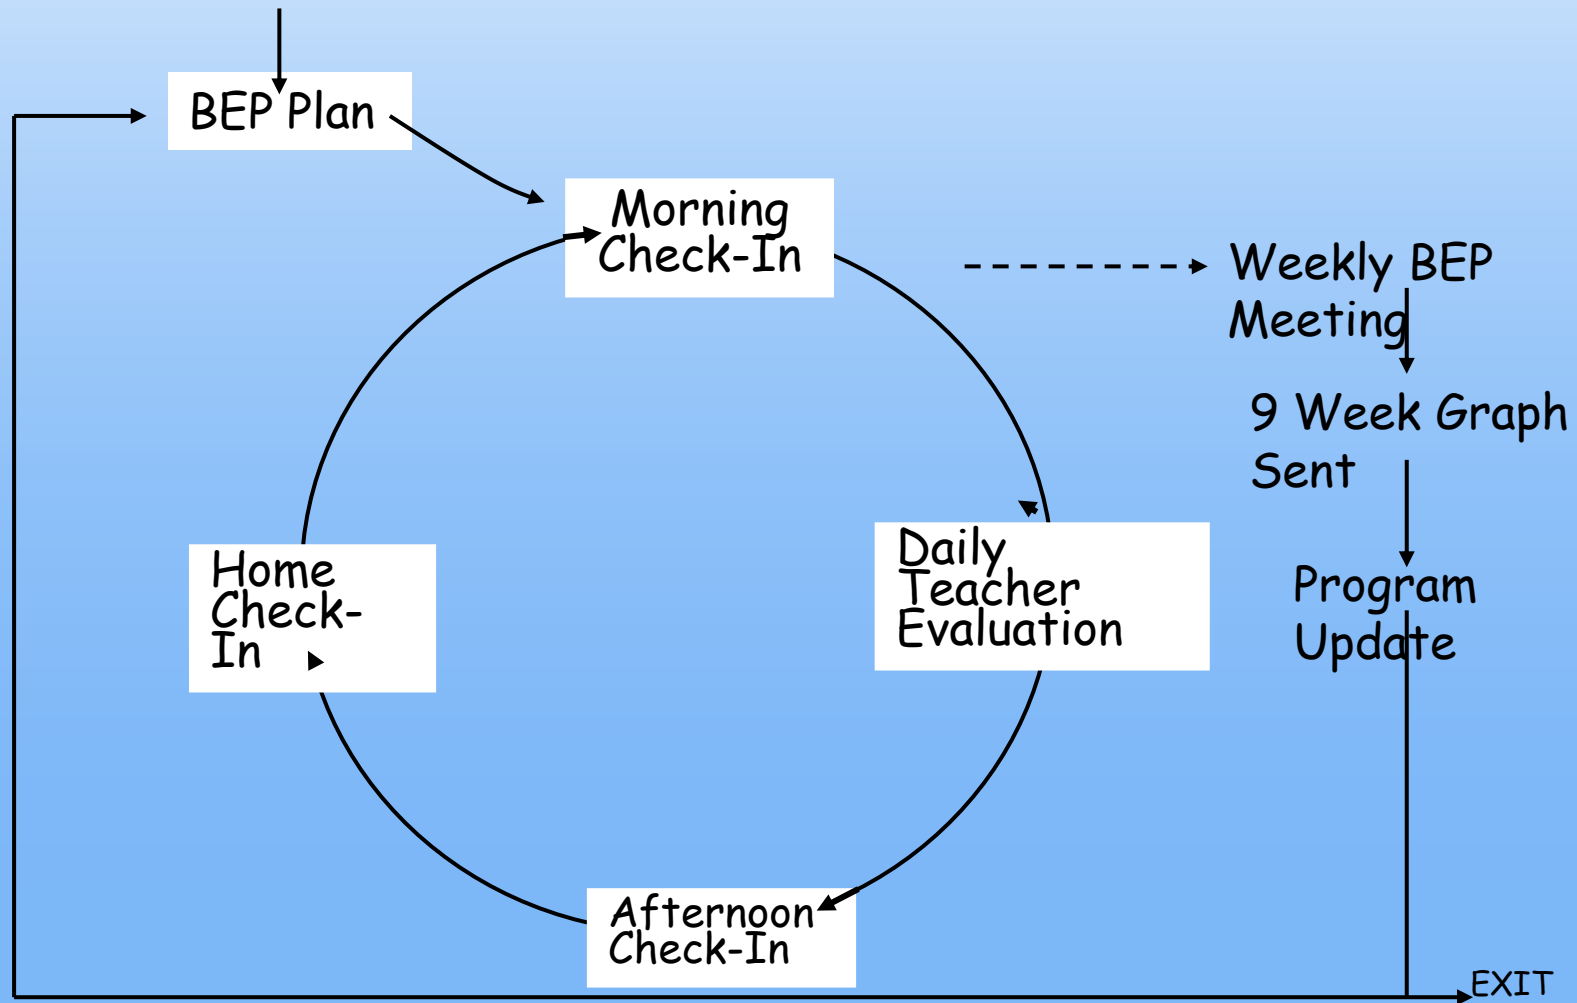 BEP Plan
Morning
Check-In
Weekly BEP
Meeting
9 Week Graph
Sent
Daily
Teacher
Evaluation
Home
Check-
In
Program
Update
Afternoon
Check-In
EXIT